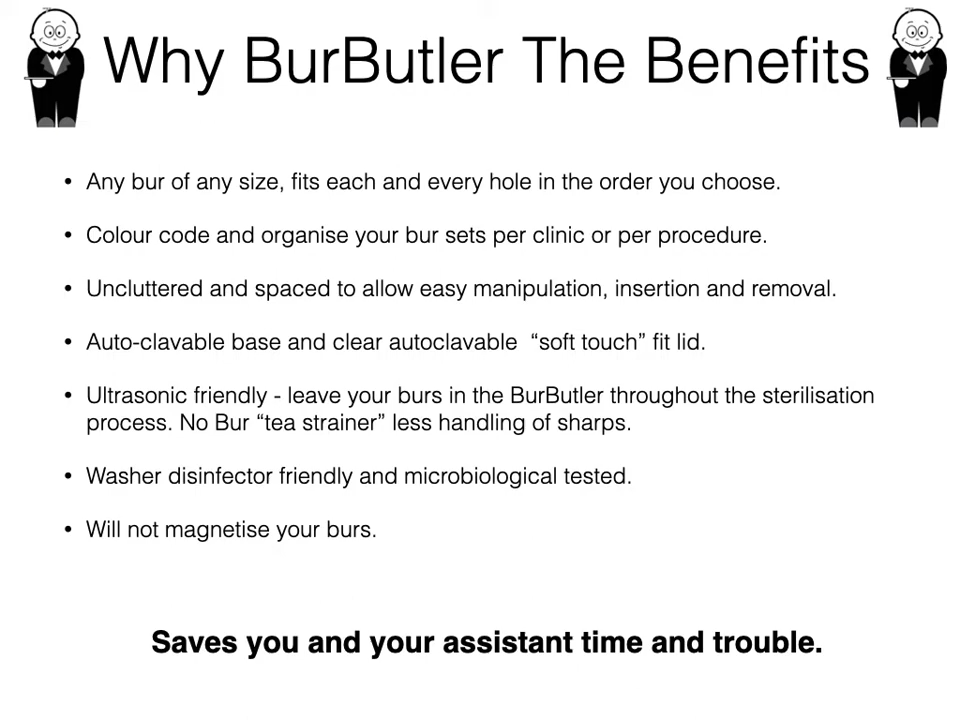 Why BurButler The Benefits
• Any bur of any size, fits each and every hole in the order you choose.
• Colour code and organise your bur sets per clinic or per procedure.
• Uncluttered and spaced to allow easy manipulation, insertion and removal.
• Auto-clavable base and clear autoclavable  “soft touch” fit lid.
• Ultrasonic friendly - leave your burs in the BurButler throughout the sterilisation
process. No Bur “tea strainer” less handling of sharps.
• Washer disinfector friendly and microbiological tested.
• Will not magnetise your burs.
Saves you and your assistant time and trouble.